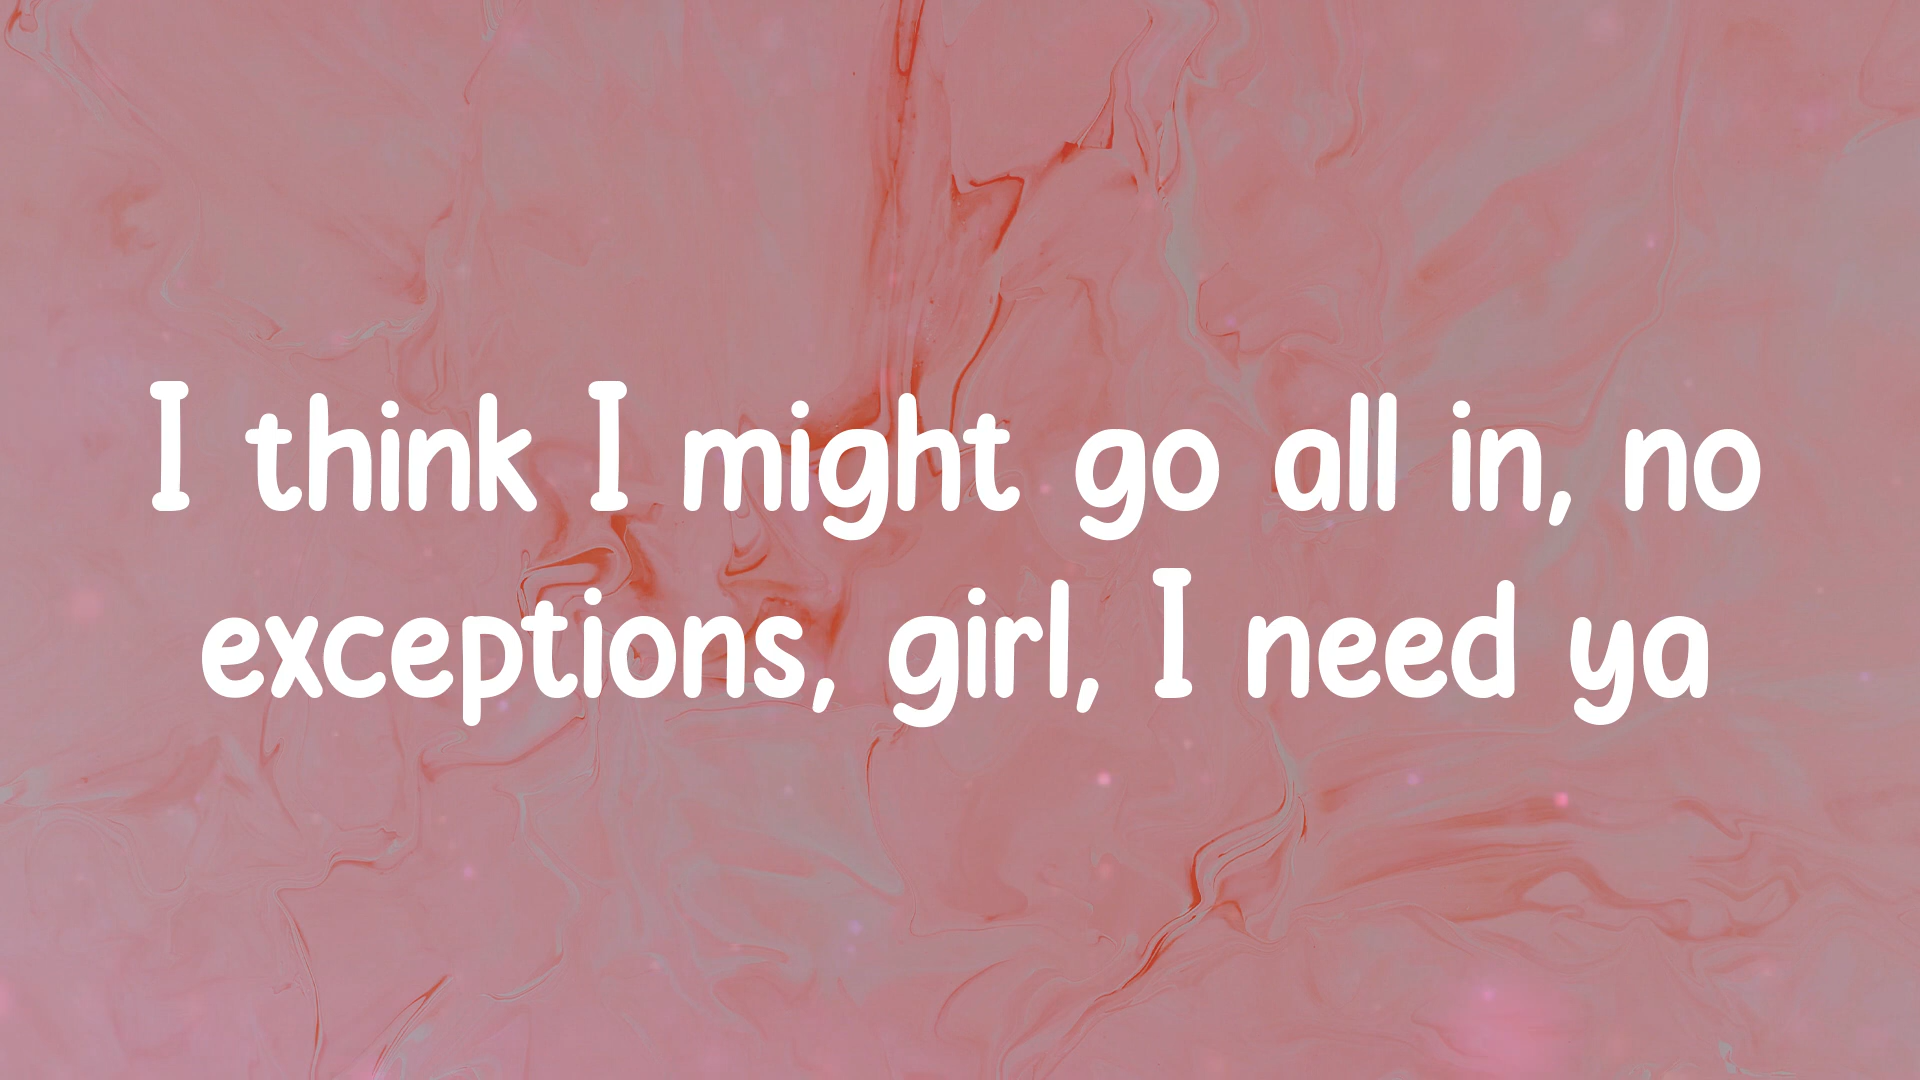 I think I might go all in, no
exceptions, girl, I need ya